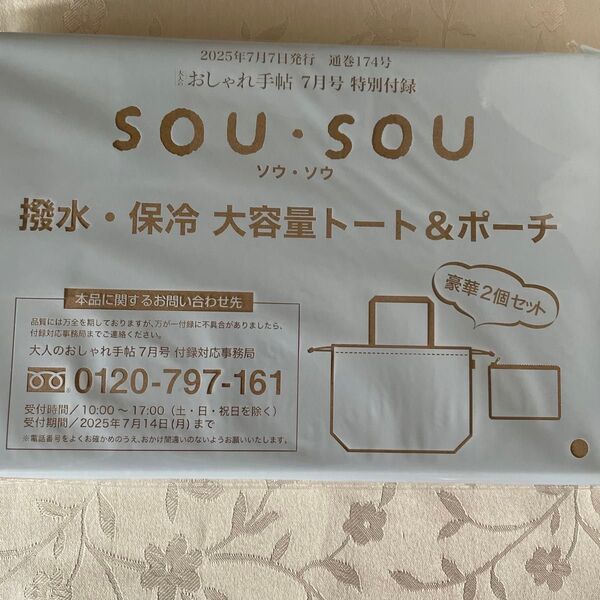 2025年7月7日発行 通巻174号
大人のおしゃれ手帖 7月号 特別付録
SOU・SOU
ソウ・ソウ
撥水・保冷 大容量トート&ポーチ
豪華2個セット
本品に関するお問い合わせ先
品質には万全を期しておりますが、万が一付録に不具合がありましたら、
付録対応事務局までご連絡ください。
大人のおしゃれ手帖 7月号 付録対応事務局
0120-797-161
受付時間/10:00〜17:00(土・日・祝日を除く)
受付期間/2025年7月14日(月)まで
※電話番号をよくお確かめのうえ、おかけ間違いのないようお願いいたします。